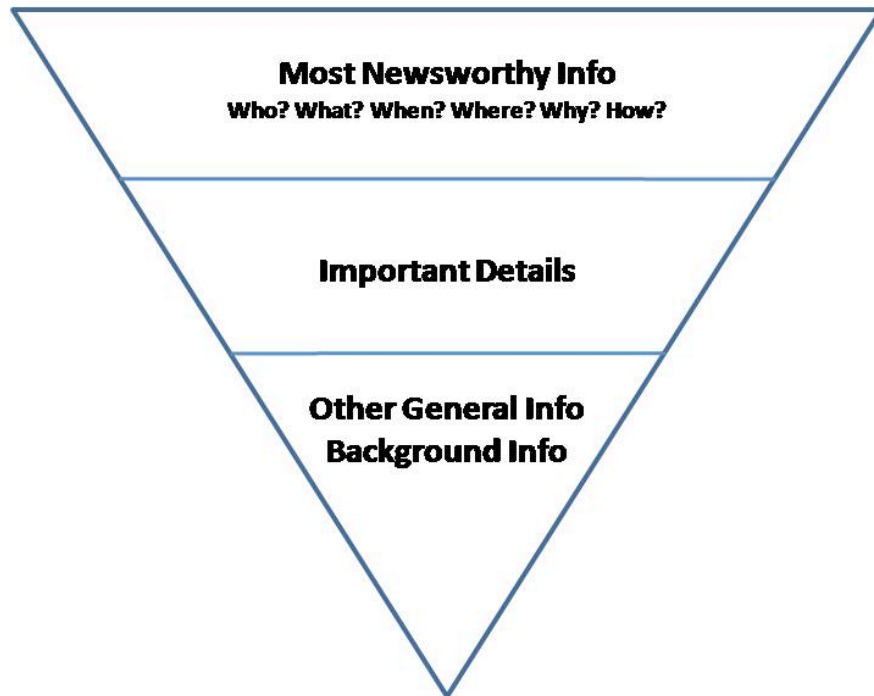 Most Newsworthy Info
Who? What? When? Where? Why? How?
Important Details
Other General Info
Background Info